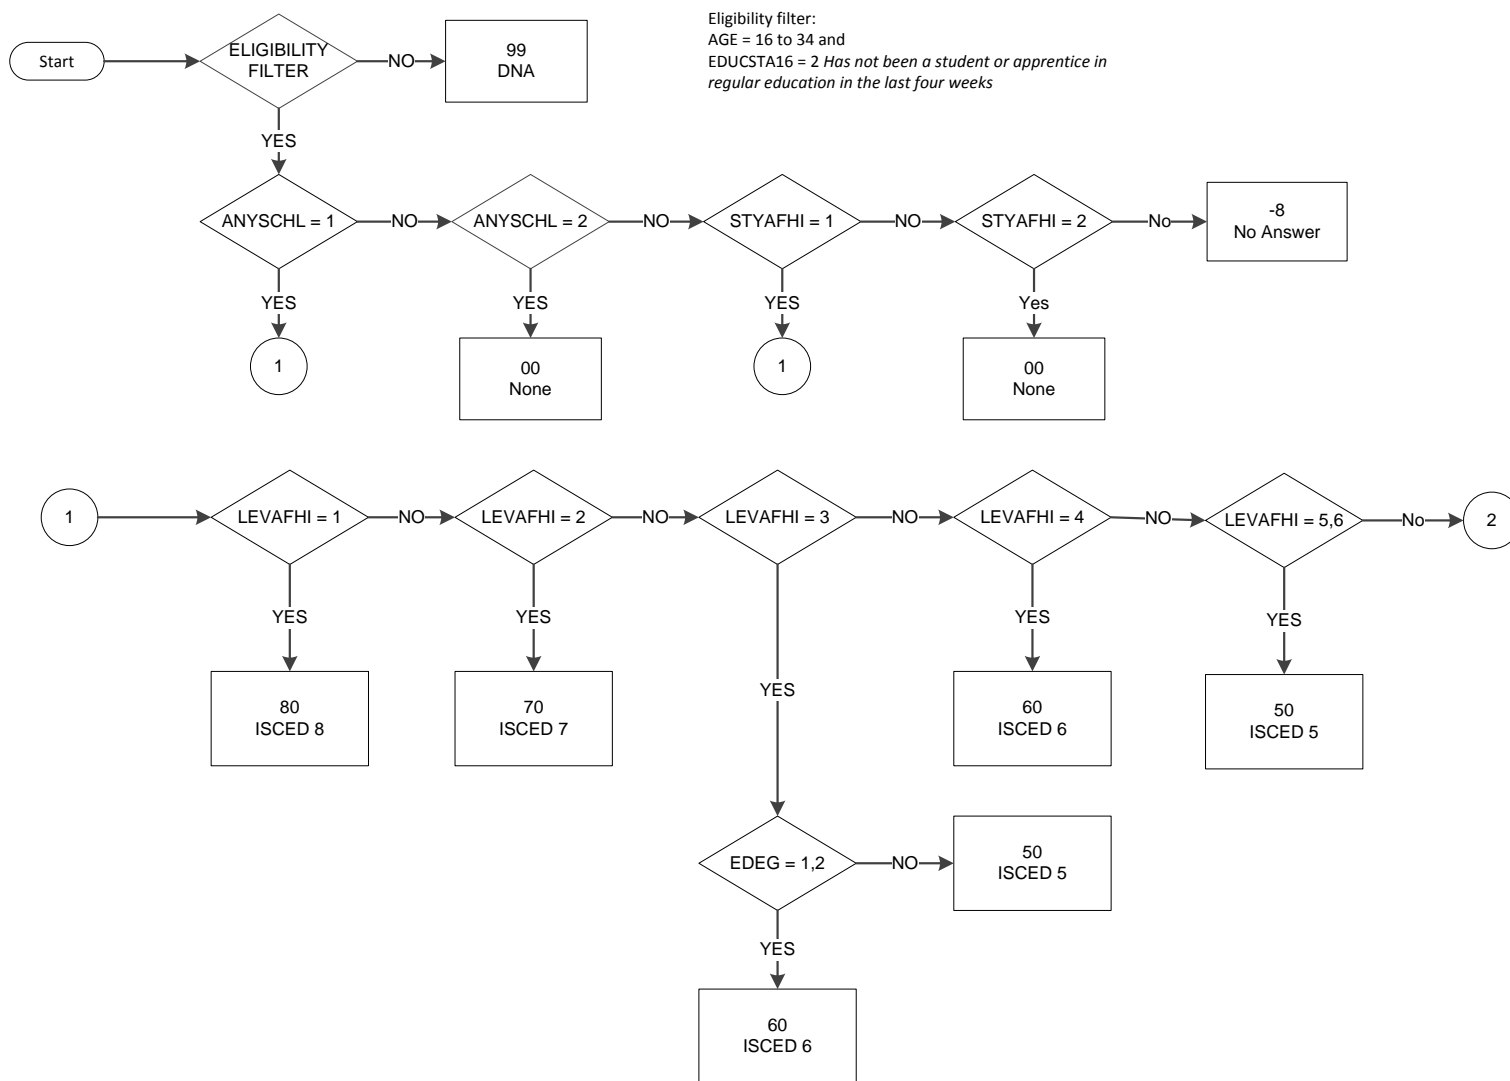 Eligibility filter:
AGE = 16 to 34 and
EDUCSTA16 = 2 Has not been a student or apprentice in
regular education in the last four weeks
Start
ELIGIBILITY
FILTER
NO
99
DNA
YES
ANYSCHL = 1
NO
ANYSCHL = 2
NO
STYAFHI = 1
NO
STYAFHI = 2
No
-8
No Answer
YES
YES
YES
Yes
1
00
None
1
00
None
1
LEVAFHI = 1
NO
LEVAFHI = 2
NO
LEVAFHI = 3
NO
LEVAFHI = 4
NO
LEVAFHI = 5,6
No
2
YES
YES
YES
YES
YES
80
ISCED 8
70
ISCED 7
60
ISCED 6
50
ISCED 5
EDEG = 1,2
NO
50
ISCED 5
YES
60
ISCED 6